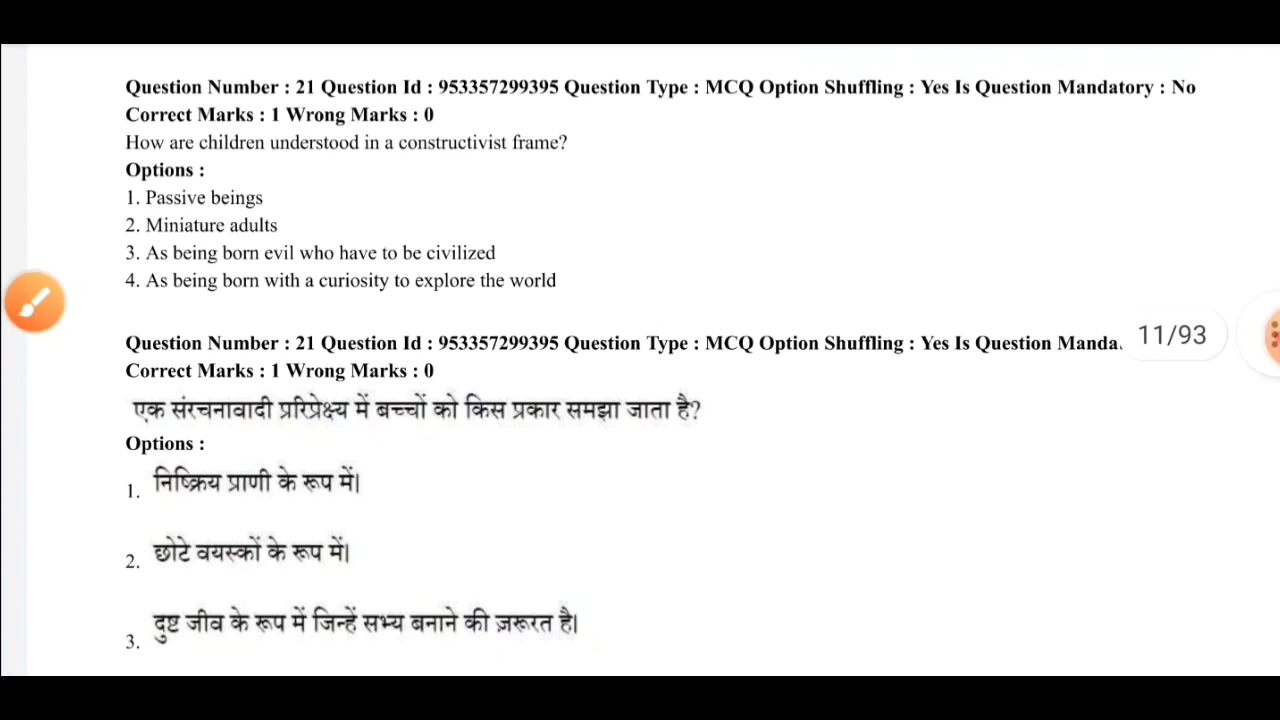 Question Number : 21 Question Id : 953357299395 Question Type : MCQ Option Shuffling : Yes Is Question Mandatory : No
Correct Marks : 1 Wrong Marks : 0
How are children understood in a constructivist frame?
Options :
1. Passive beings
2. Miniature adults
3. As being born evil who have to be civilized
4. As being born with a curiosity to explore the world
Question Number : 21 Question Id : 953357299395 Question Type : MCQ Option Shuffling : Yes Is Question Manda
11/93
Correct Marks : 1 Wrong Marks : 0
एक संरचनावादी प्ररिप्रेक्ष्य में बच्चों को किस प्रकार समझा जाता है?
Options :
1. निष्क्रिय प्राणी के रूप में।
2. छोटे वयस्कों के रूप में।
3. दुष्ट जीव के रूप में जिन्हें सभ्य बनाने की ज़रूरत है।